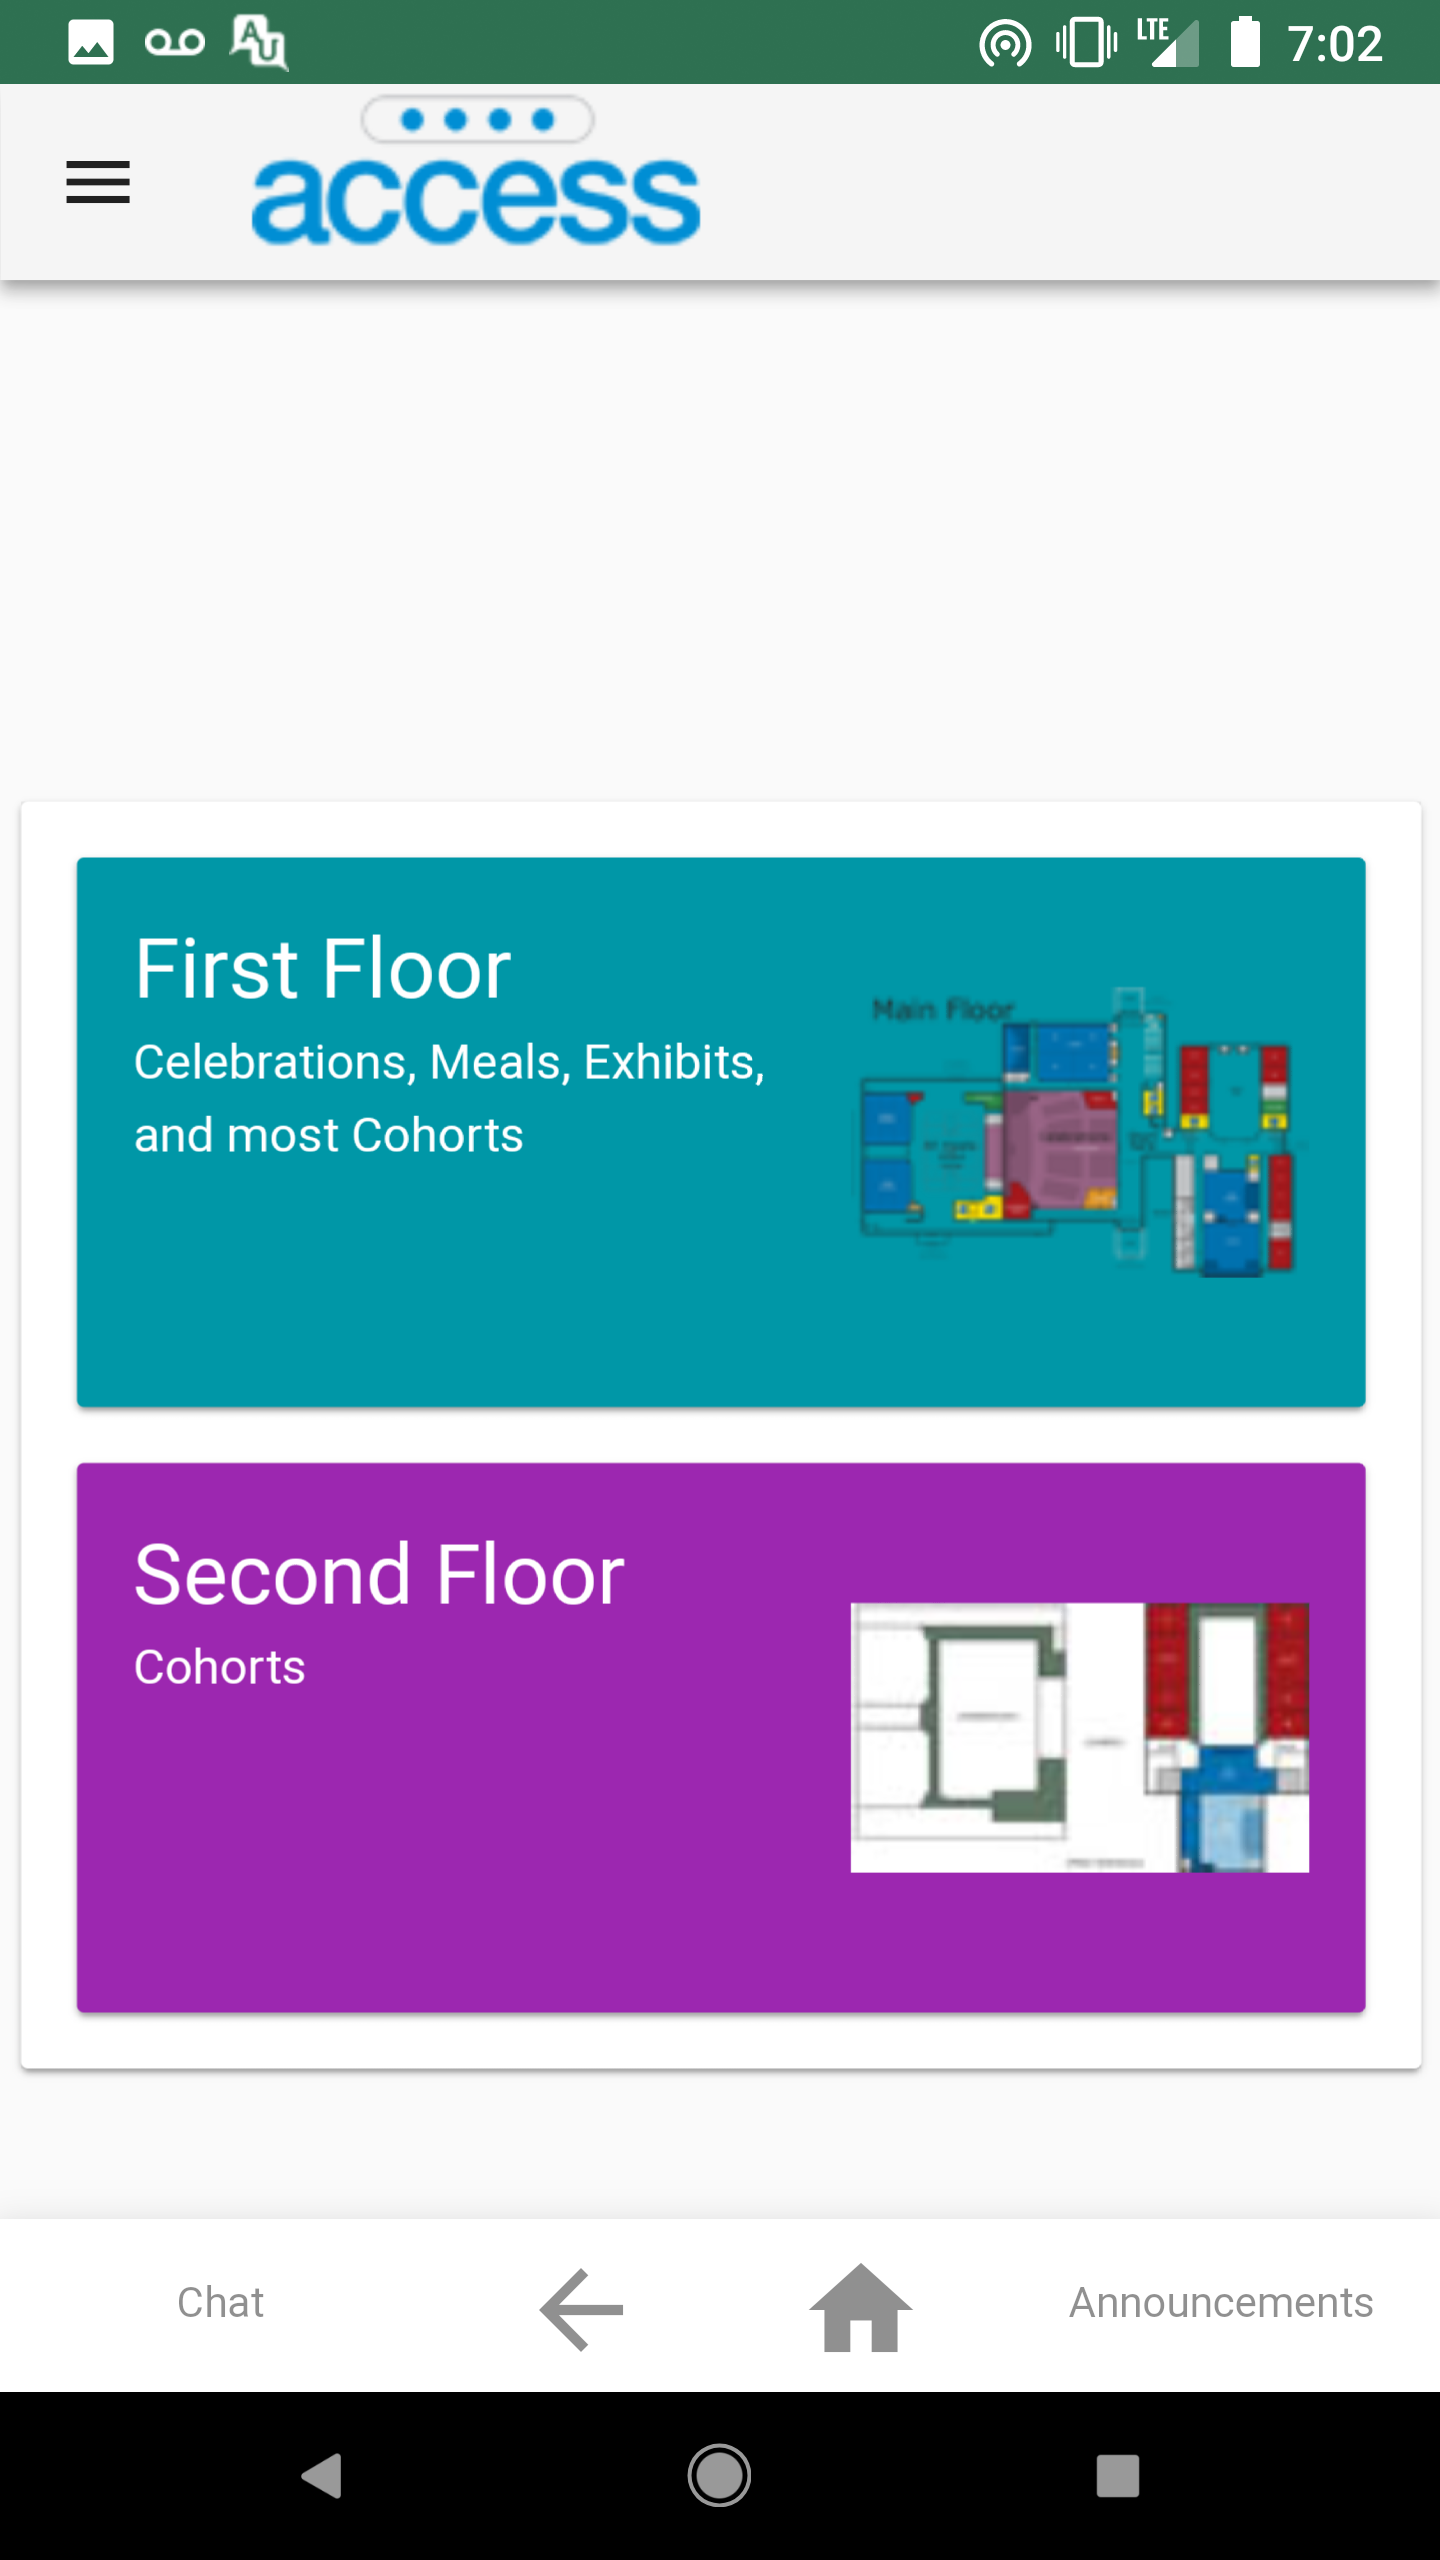 LTE 7:02
access
First Floor
Celebrations, Meals, Exhibits,
and most Cohorts
Main Floor
Second Floor
Cohorts
Chat
Announcements